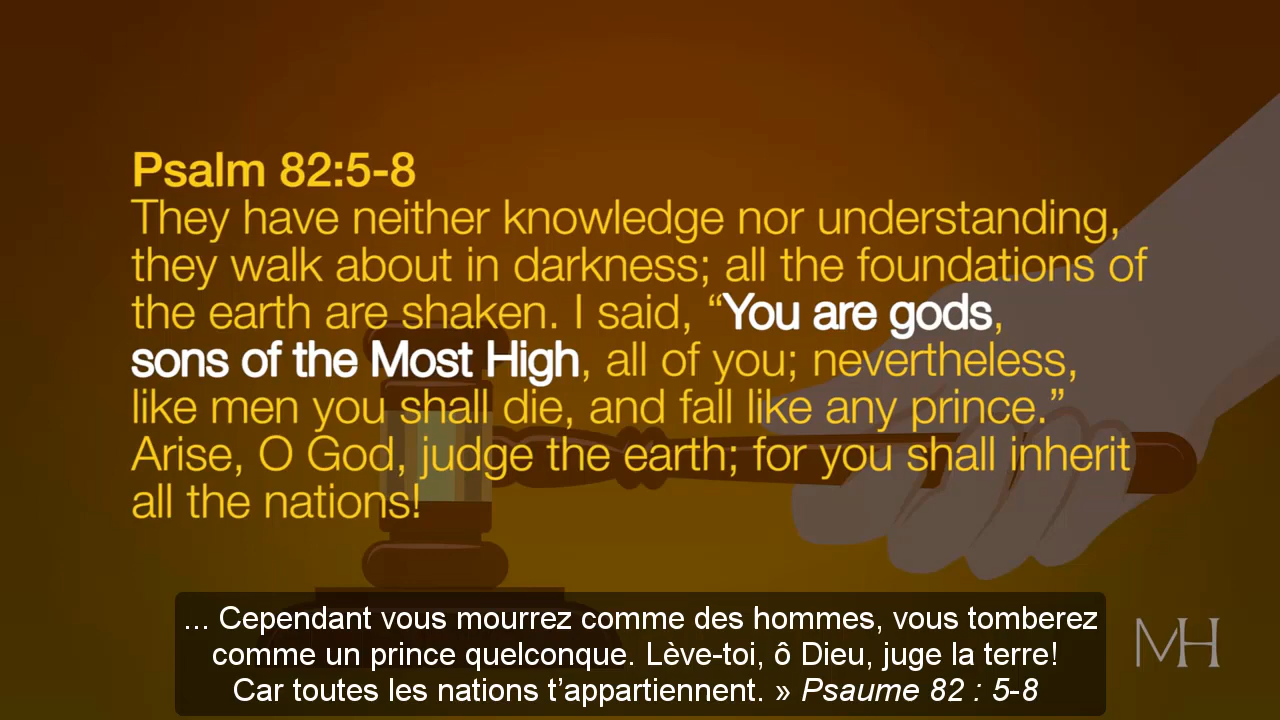 Psalm 82:5-8
They have neither knowledge nor understanding,
they walk about in darkness; all the foundations of
the earth are shaken. I said, “You are gods,
sons of the Most High, all of you; nevertheless,
like men you shall die, and fall like any prince.”
Arise, O God, judge the earth; for you shall inherit
all the nations!
... Cependant vous mourrez comme des hommes, vous tomberez
comme un prince quelconque. Lève-toi, ô Dieu, juge la terre!
Car toutes les nations t’appartiennent. » Psaume 82 : 5-8
MH